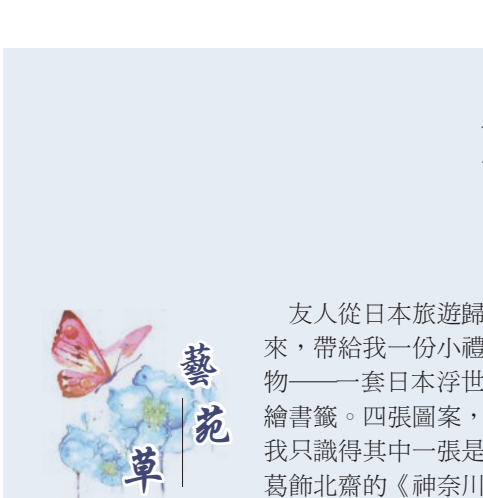 藝苑
草
友人從日本旅遊歸
來，帶給我一份小禮
物——一套日本浮世
繪書籤。四張圖案，
我只識得其中一張是
葛飾北齋的《神奈川